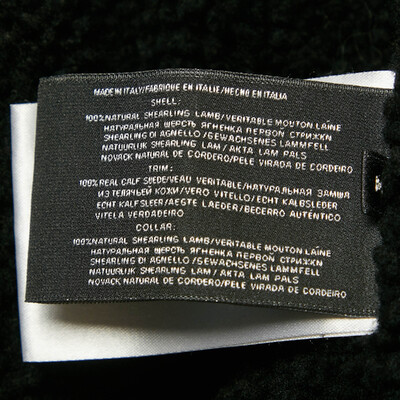 MADE IN ITALY/FABRIQUE EN ITALIE/HECHO EN ITALIA
SHELL:
100%NATURAL SHEARLING LAMB/VERITABLE MOUTON LAINE
НАТУРАЛЬНАЯ ШЕРСТЬ ЯГНЕНКА ПЕРВОЙ СТРИЖКИ
SHEARLING DI AGNELLO/GEWACHSENES LAMMFELL
NATUURLIJK SHEARLING LAM / AKTA LAM PALS
NOVACK NATURAL DE CORDERO/PELE VIRADA DE CORDEIRO
TRIM:
100%REAL CALF SUEDE/VEAU VERITABLE/НАТУРАЛЬНАЯ ЗАМША
ИЗ ТЕЛЯЧЬЕЙ КОЖИ/VERO VITELLO/ECHT KALBSLEDER
ECHT KALFSLEER/AEGTE LAEDER/BECERRO AUTÉNTICO
VITELA VERDADEIRO
COLLAR:
100%NATURAL SHEARLING LAMB/VERITABLE MOUTON LAINE
НАТУРАЛЬНАЯ ШЕРСТЬ ЯГНЕНКА ПЕРВОЙ СТРИЖКИ
SHEARLING DI AGNELLO/GEWACHSENES LAMMFELL
NATUURLIJK SHEARLING LAM / AKTA LAM PALS
NOVACK NATURAL DE CORDERO/PELE VIRADA DE CORDEIRO